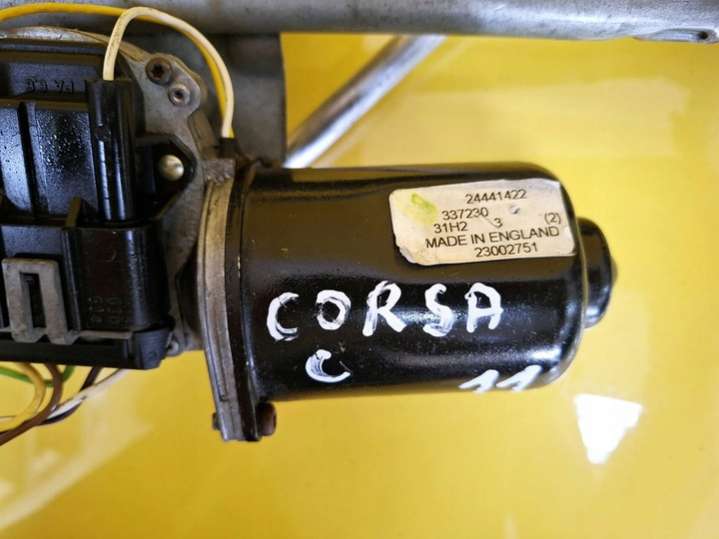 24441422
337230
31H2 3 (2)
MADE IN ENGLAND
23002751
CORSA
C
11